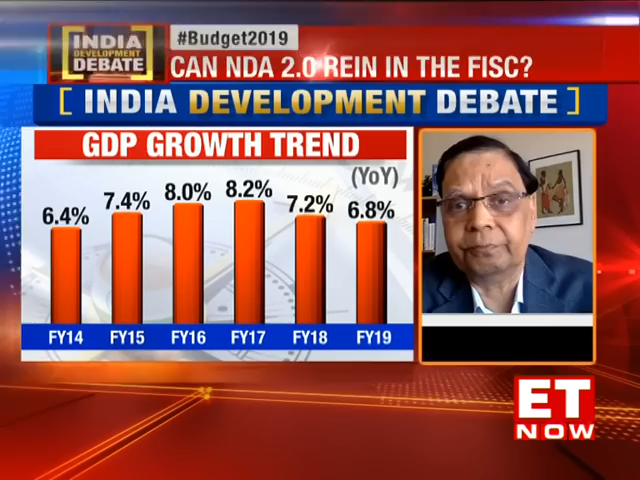 INDIA
DEVELOPMENT
DEBATE
#Budget2019
CAN NDA 2.0 REIN IN THE FISC?
[ INDIA DEVELOPMENT DEBATE ]
GDP GROWTH TREND
(YoY)
6.4% 7.4% 8.0% 8.2% 7.2% 6.8%
FY14 FY15 FY16 FY17 FY18 FY19
ET
NOW